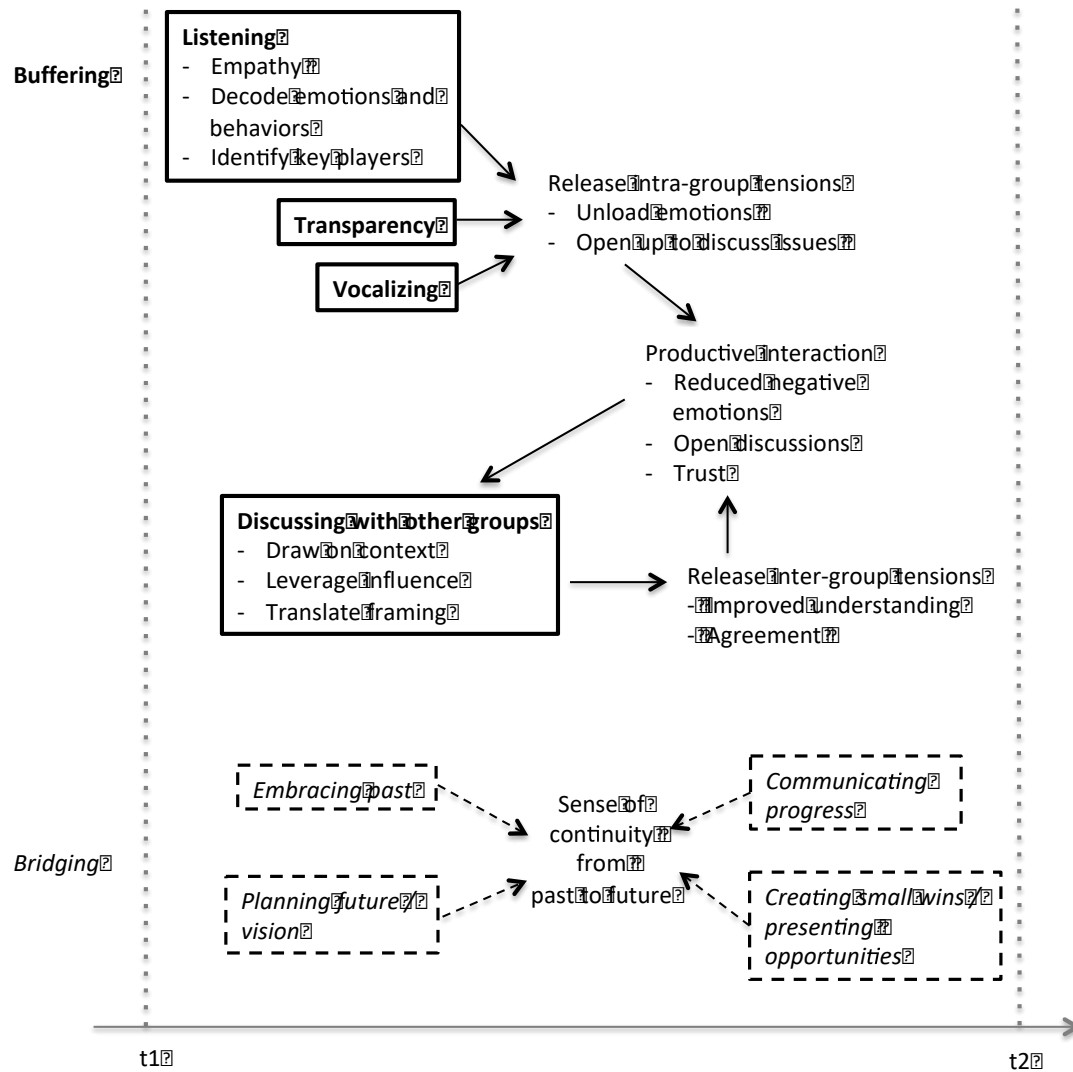 Listening
Buffering
- Empathy
- Decode emotions and
behaviors
- Identify key players
Transparency
Vocalizing
Release intra-group tensions
- Unload emotions
- Open up to discuss issues
Productive interaction
- Reduced negative
emotions
- Open discussions
- Trust
Discussing with other groups
- Draw on context
- Leverage influence
- Translate framing
Release inter-group tensions
- Improved understanding
- Agreement
Bridging
Embracing past
Planning future /
vision
Sense of
continuity
from
past to future
Communicating
progress
Creating small wins /
presenting
opportunities
t1
t2